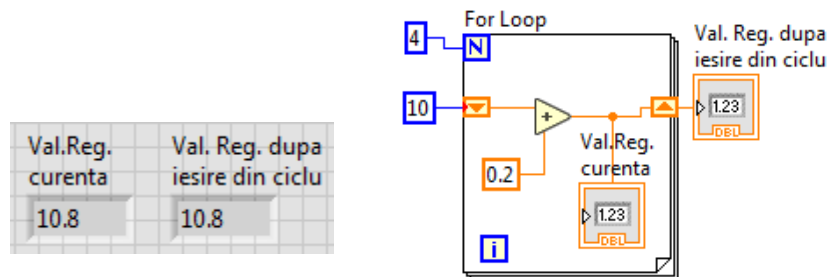 Val.Reg.
curenta
10.8
Val. Reg. dupa
iesire din ciclu
10.8
For Loop
4
N
10
+
0.2
i
Val.Reg.
curenta
1.23
DBL
Val. Reg. dupa
iesire din ciclu
1.23
DBL